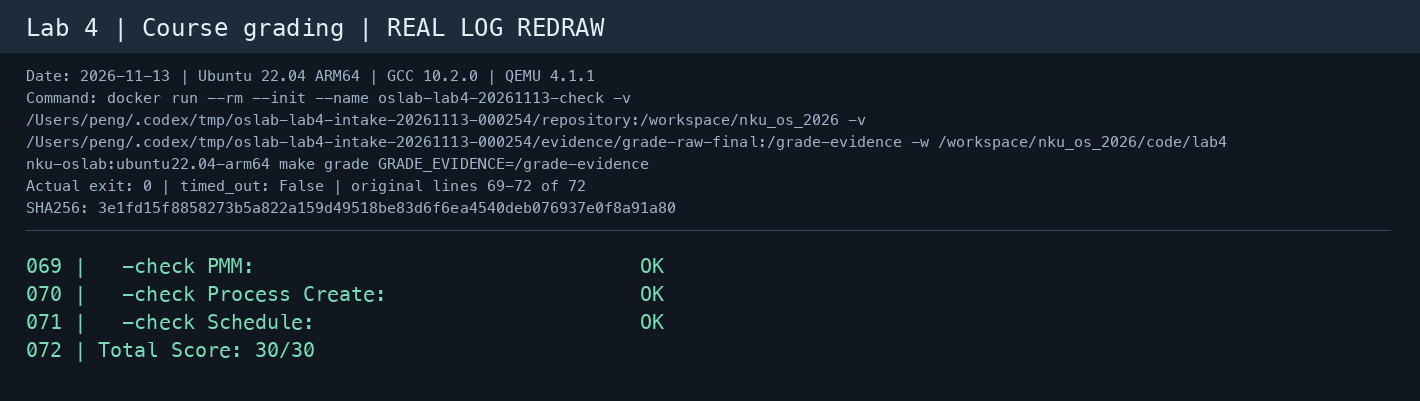 Lab 4 | Course grading | REAL LOG REDRAW
Date: 2026-11-13 | Ubuntu 22.04 ARM64 | GCC 10.2.0 | QEMU 4.1.1
Command: docker run --rm --init --name oslab-lab4-20261113-check -v
/Users/peng/.codex/tmp/oslab-lab4-intake-20261113-000254/repository:/workspace/nku_os_2026 -v
/Users/peng/.codex/tmp/oslab-lab4-intake-20261113-000254/evidence/grade-raw-final:/grade-evidence -w /workspace/nku_os_2026/code/lab4
nku-oslab:ubuntu22.04-arm64 make grade GRADE_EVIDENCE=/grade-evidence
Actual exit: 0 | timed_out: False | original lines 69-72 of 72
SHA256: 3e1fd15f8858273b5a822a159d49518be83d6f6ea4540deb076937e0f8a91a80
069 |   -check PMM:                                OK
070 |   -check Process Create:                     OK
071 |   -check Schedule:                           OK
072 | Total Score: 30/30